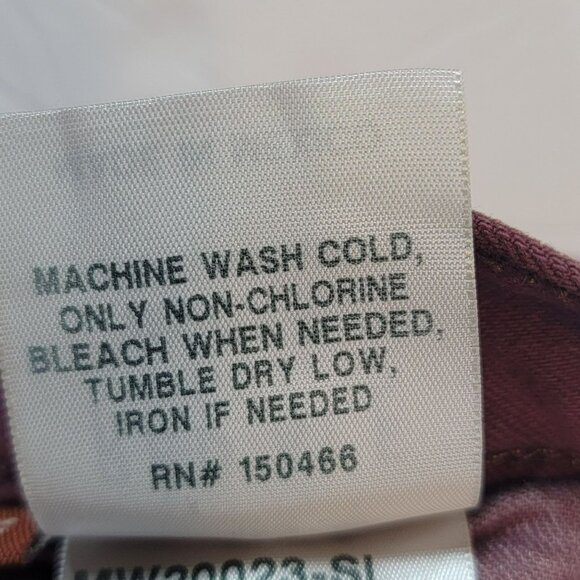 MACHINE WASH COLD,
ONLY NON-CHLORINE
BLEACH WHEN NEEDED,
TUMBLE DRY LOW,
IRON IF NEEDED
RN# 150466